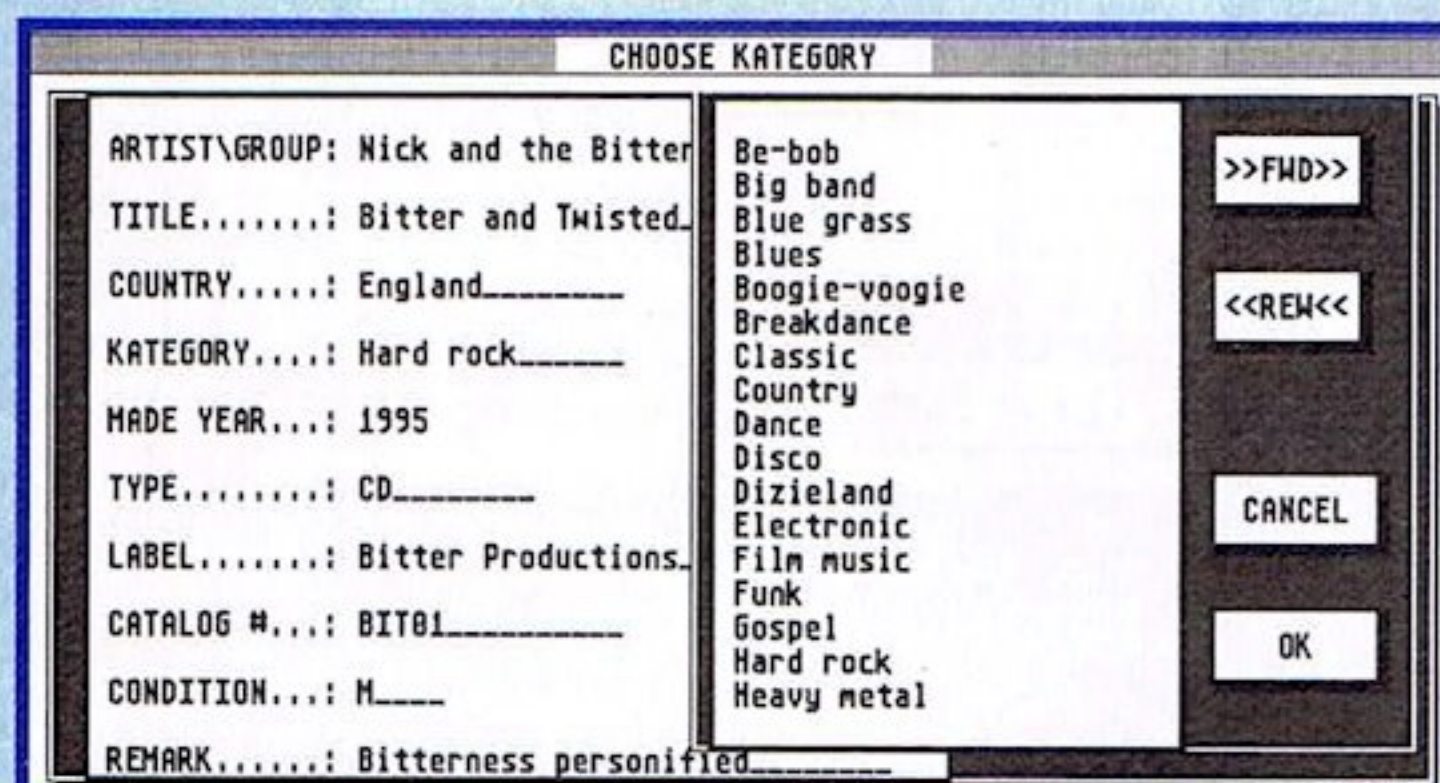 CHOOSE KATEGORY
ARTIST\GROUP: Nick and the Bitter
TITLE.......: Bitter and Twisted_
COUNTRY.....: England________
KATEGORY....: Hard rock______
MADE YEAR...: 1995
TYPE........: CD________
LABEL.......: Bitter Productions_
CATALOG #...: BIT01__________
CONDITION...: M____
REMARK......: Bitterness personified________
Be-bob
Big band
Blue grass
Blues
Boogie-voogie
Breakdance
Classic
Country
Dance
Disco
Dizieland
Electronic
Film music
Funk
Gospel
Hard rock
Heavy metal
>>FWD>>
<<REW<<
CANCEL
OK